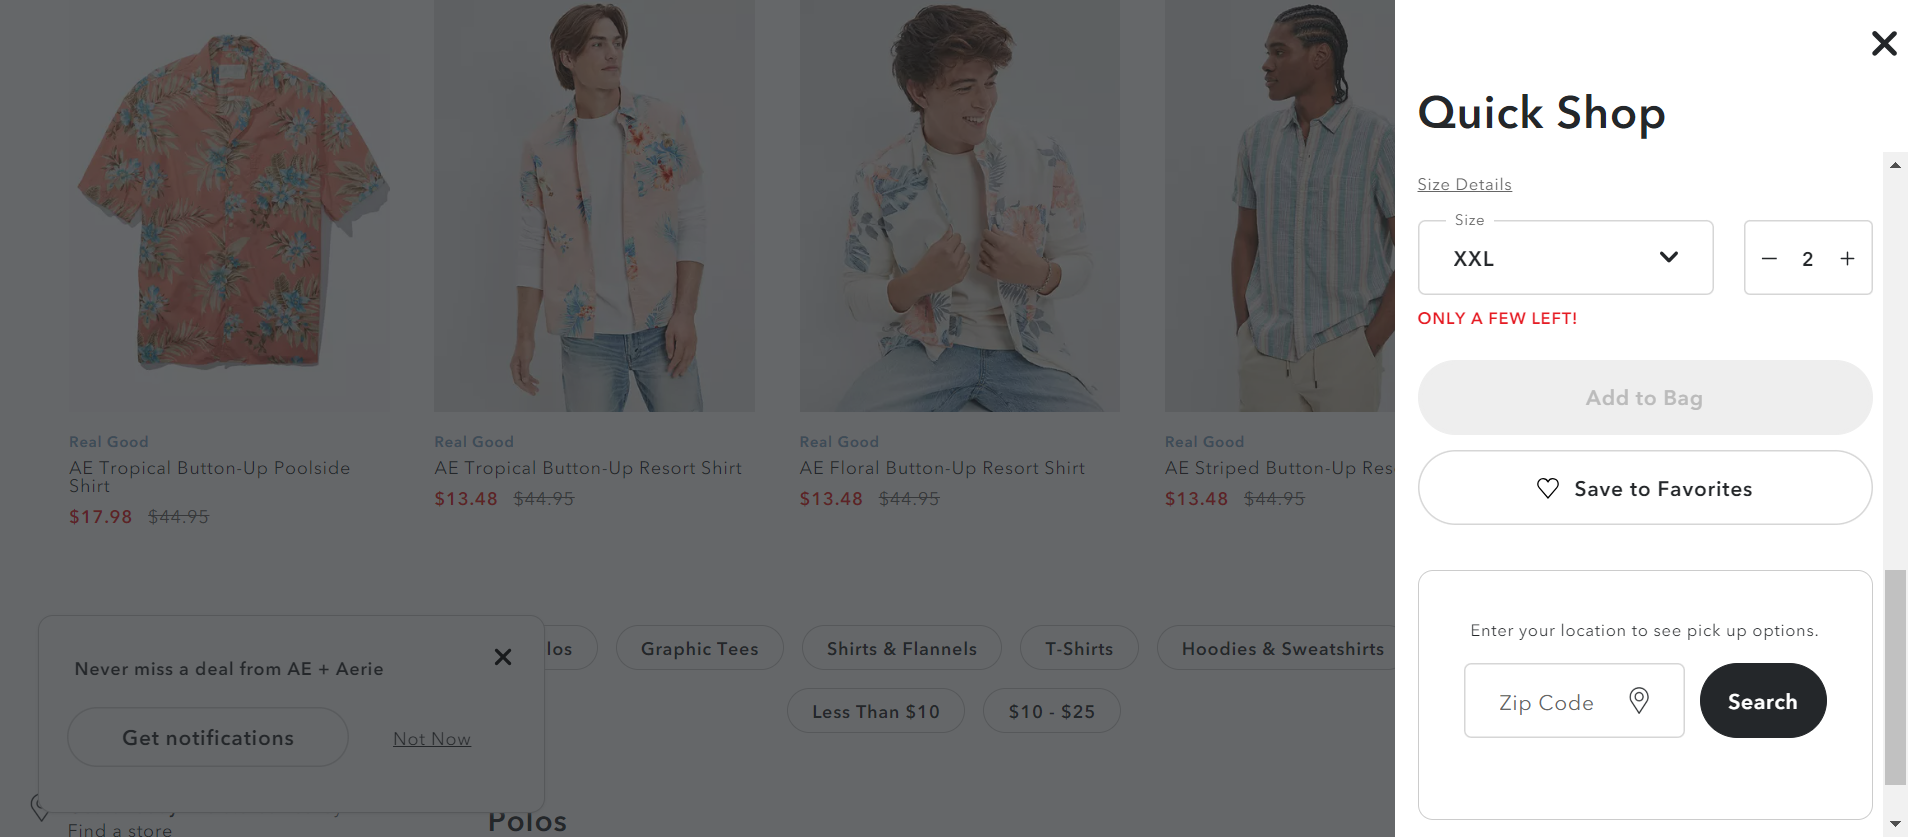 Real Good
AE Tropical Button-Up Poolside
Shirt
$17.98 $44.95
Real Good
AE Tropical Button-Up Resort Shirt
$13.48 $44.95
Real Good
AE Floral Button-Up Resort Shirt
$13.48 $44.95
Real Good
AE Striped Button-Up Res
$13.48 $44.95
los
Graphic Tees
Shirts & Flannels
T-Shirts
Hoodies & Sweatshirts
Less Than $10
$10 - $25
Never miss a deal from AE + Aerie
Get notifications
Not Now
Find a store
Polos
Quick Shop
Size Details
Size
XXL
2
ONLY A FEW LEFT!
Add to Bag
Save to Favorites
Enter your location to see pick up options.
Zip Code
Search